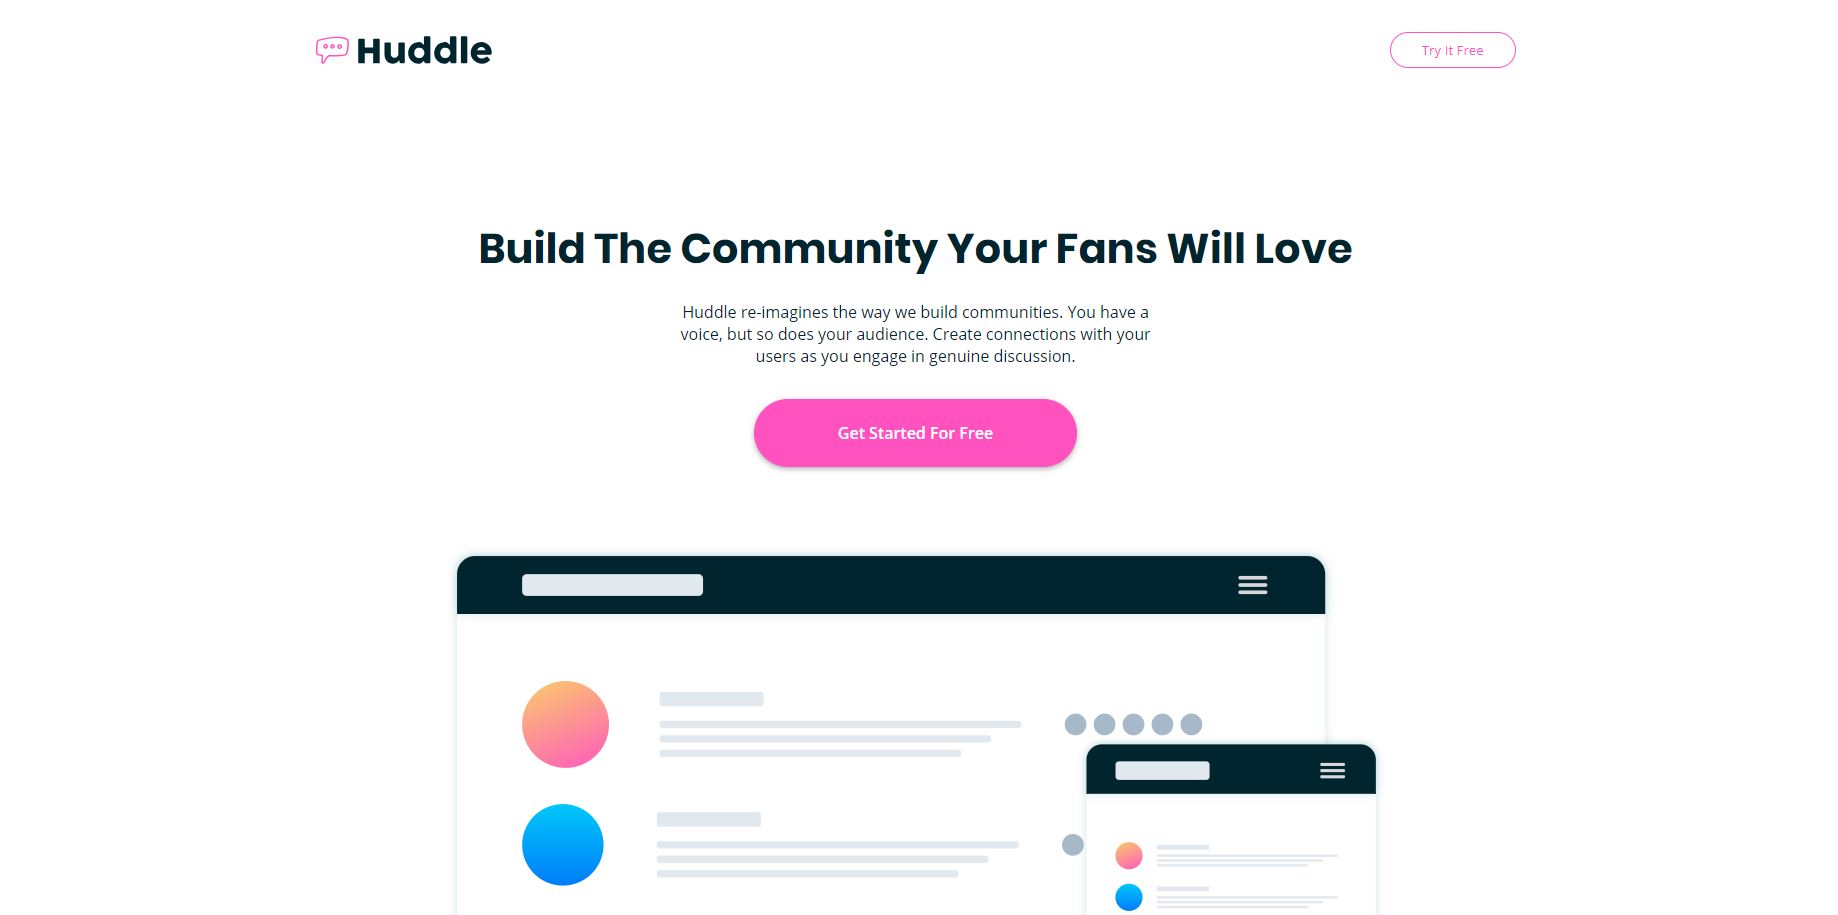 Huddle
Try It Free
Build The Community Your Fans Will Love
Huddle re-imagines the way we build communities. You have a
voice, but so does your audience. Create connections with your
users as you engage in genuine discussion.
Get Started For Free